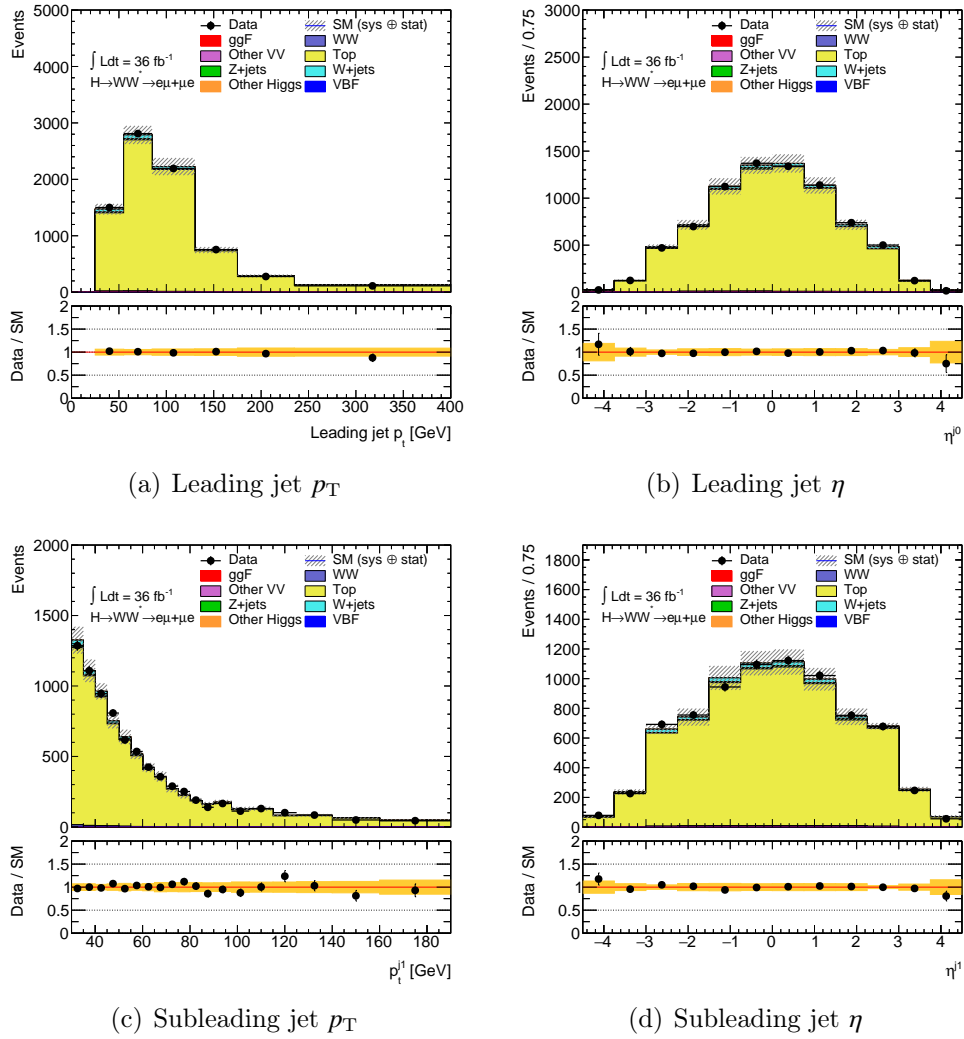 Events
5000
4000
3000
2000
1000
0
∫ Ldt = 36 fb⁻¹
H→WW*→eμ+μe
Data SM (sys ⊕ stat)
ggF WW
Other VV Top
Z+jets W+jets
Other Higgs VBF
Data / SM
2
1.5
1
0.5
0
0 50 100 150 200 250 300 350 400
Leading jet p_t [GeV]
(a) Leading jet p_T
Events / 0.75
3000
2500
2000
1500
1000
500
0
∫ Ldt = 36 fb⁻¹
H→WW*→eμ+μe
Data SM (sys ⊕ stat)
ggF WW
Other VV Top
Z+jets W+jets
Other Higgs VBF
Data / SM
2
1.5
1
0.5
0
−4 −3 −2 −1 0 1 2 3 4
η^j0
(b) Leading jet η
Events
2000
1500
1000
500
0
∫ Ldt = 36 fb⁻¹
H→WW*→eμ+μe
Data SM (sys ⊕ stat)
ggF WW
Other VV Top
Z+jets W+jets
Other Higgs VBF
Data / SM
2
1.5
1
0.5
0
40 60 80 100 120 140 160 180
p_t^j1 [GeV]
(c) Subleading jet p_T
Events / 0.75
1800
1600
1400
1200
1000
800
600
400
200
0
∫ Ldt = 36 fb⁻¹
H→WW*→eμ+μe
Data SM (sys ⊕ stat)
ggF WW
Other VV Top
Z+jets W+jets
Other Higgs VBF
Data / SM
2
1.5
1
0.5
0
−4 −3 −2 −1 0 1 2 3 4
η^j1
(d) Subleading jet η